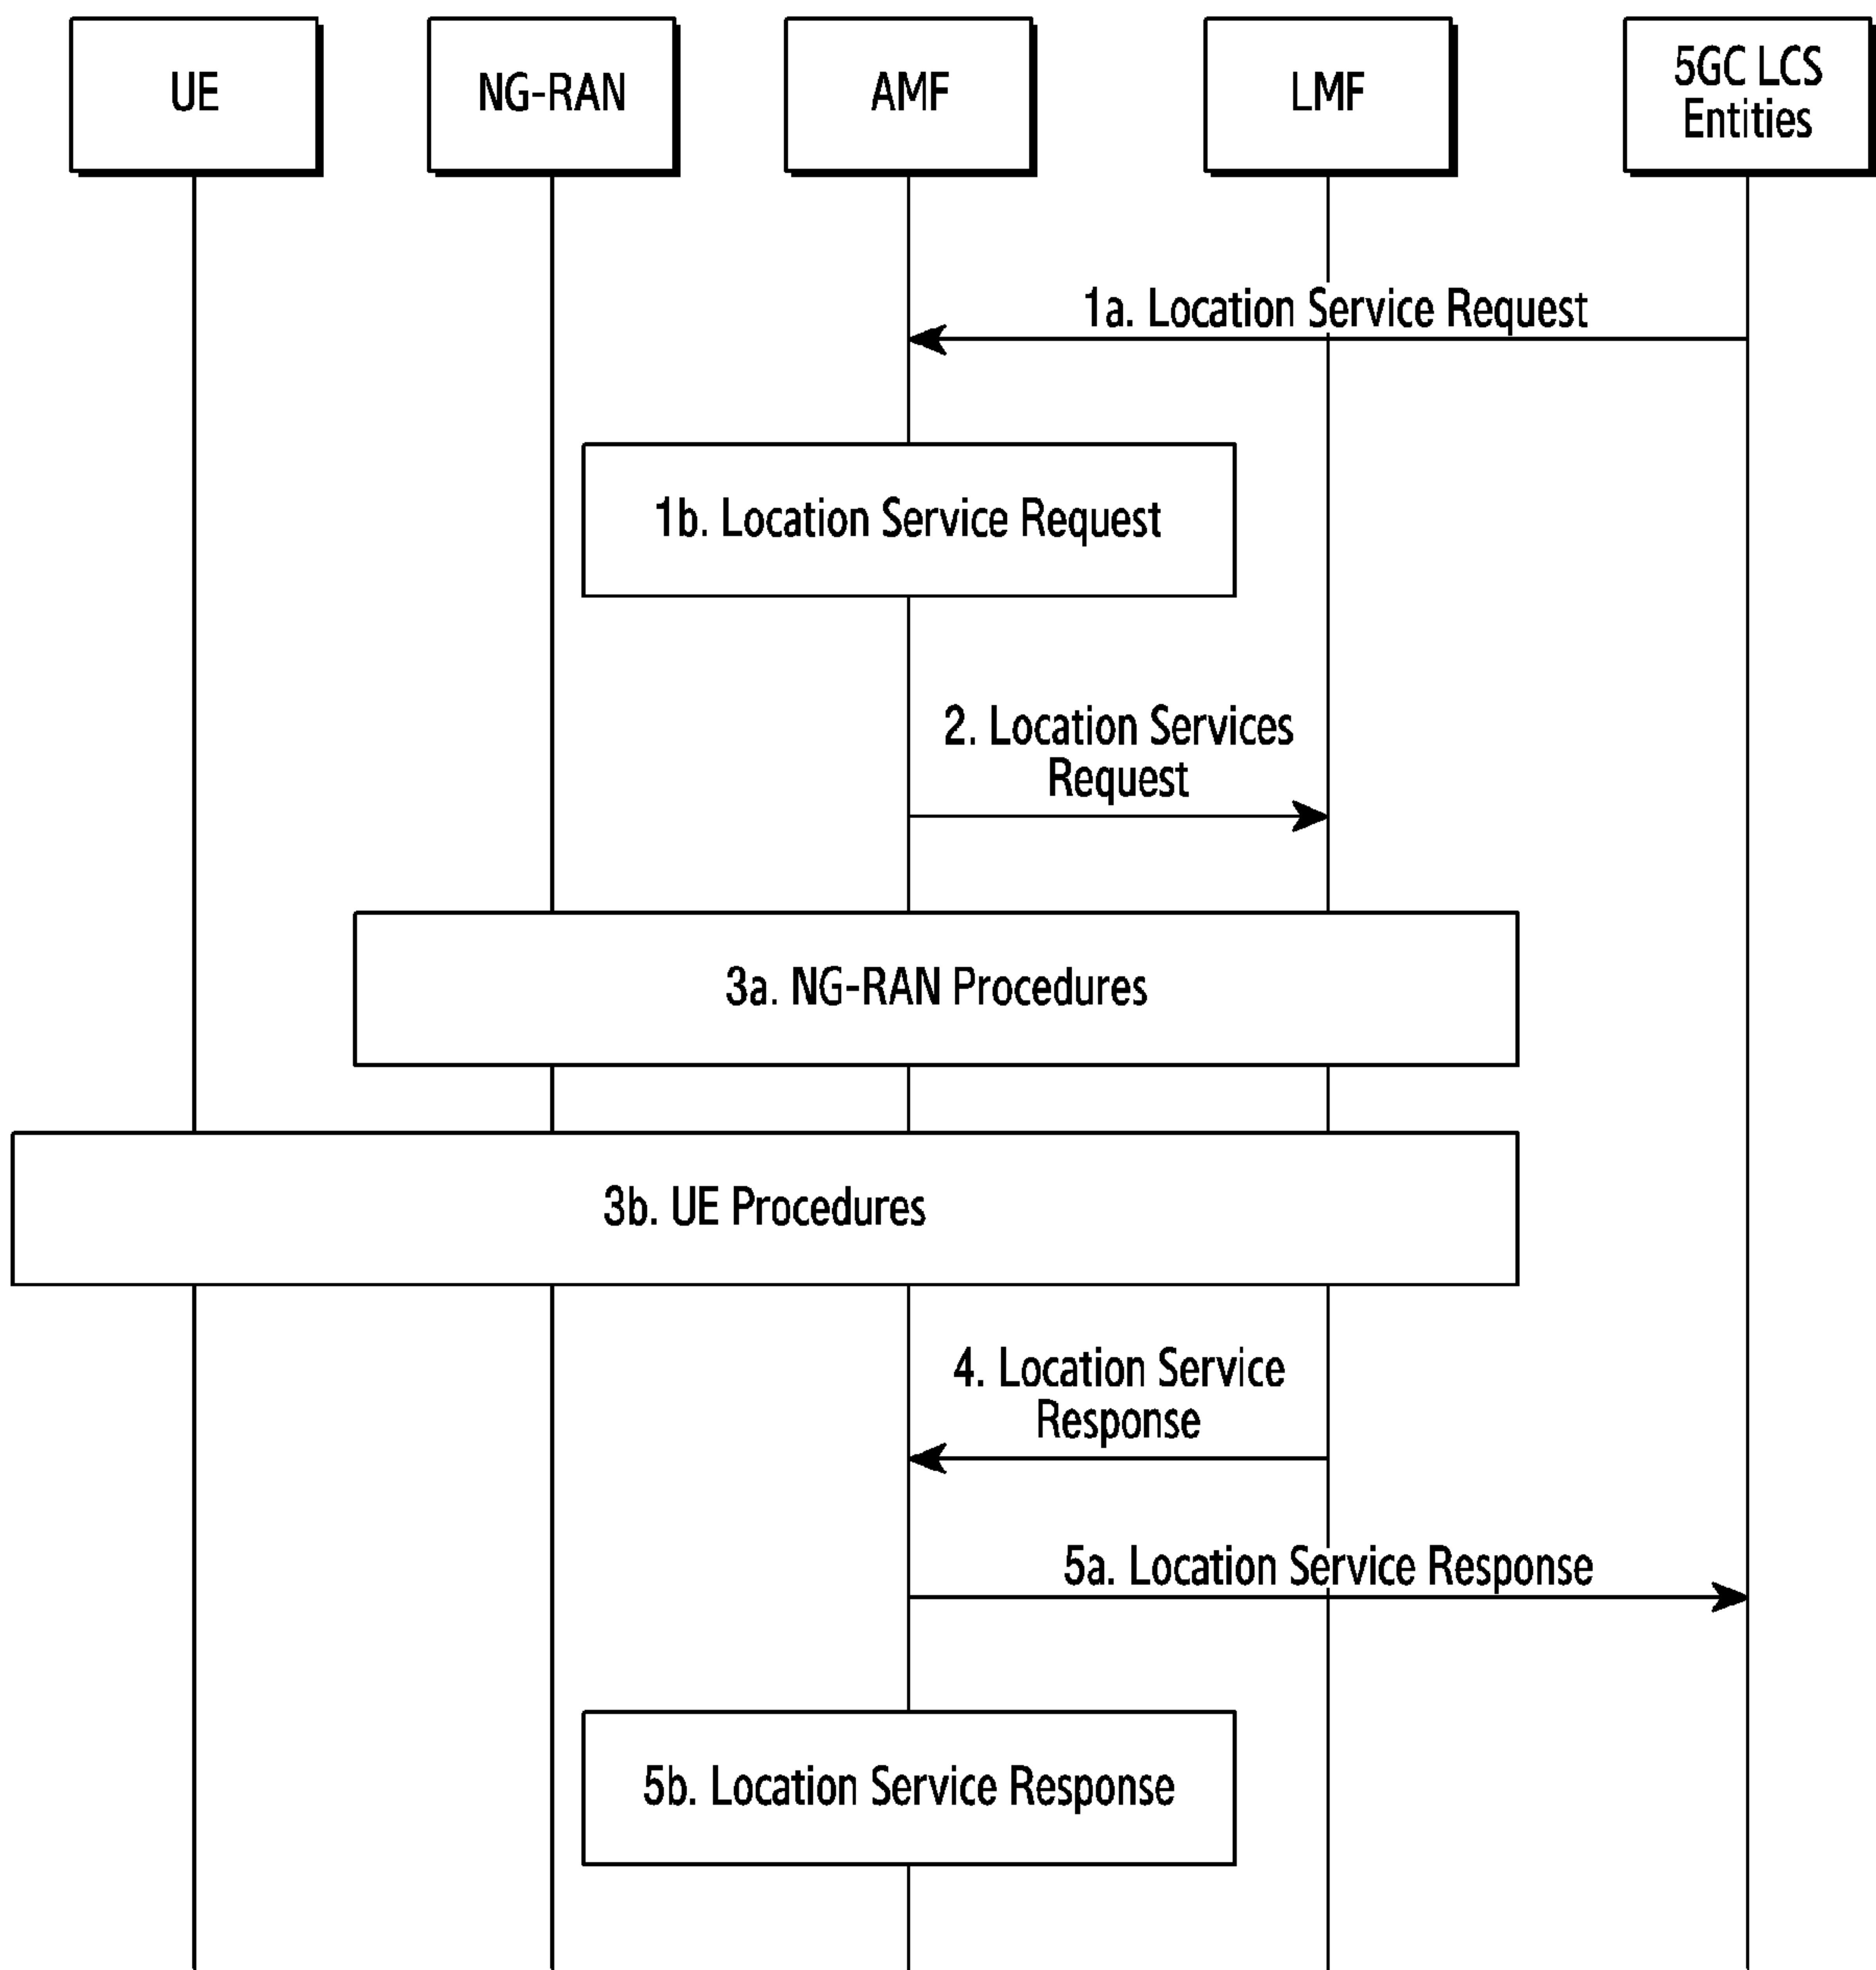 UE
NG-RAN
AMF
LMF
5GC LCS
Entities
1a. Location Service Request
1b. Location Service Request
2. Location Services
Request
3a. NG-RAN Procedures
3b. UE Procedures
4. Location Service
Response
5a. Location Service Response
5b. Location Service Response